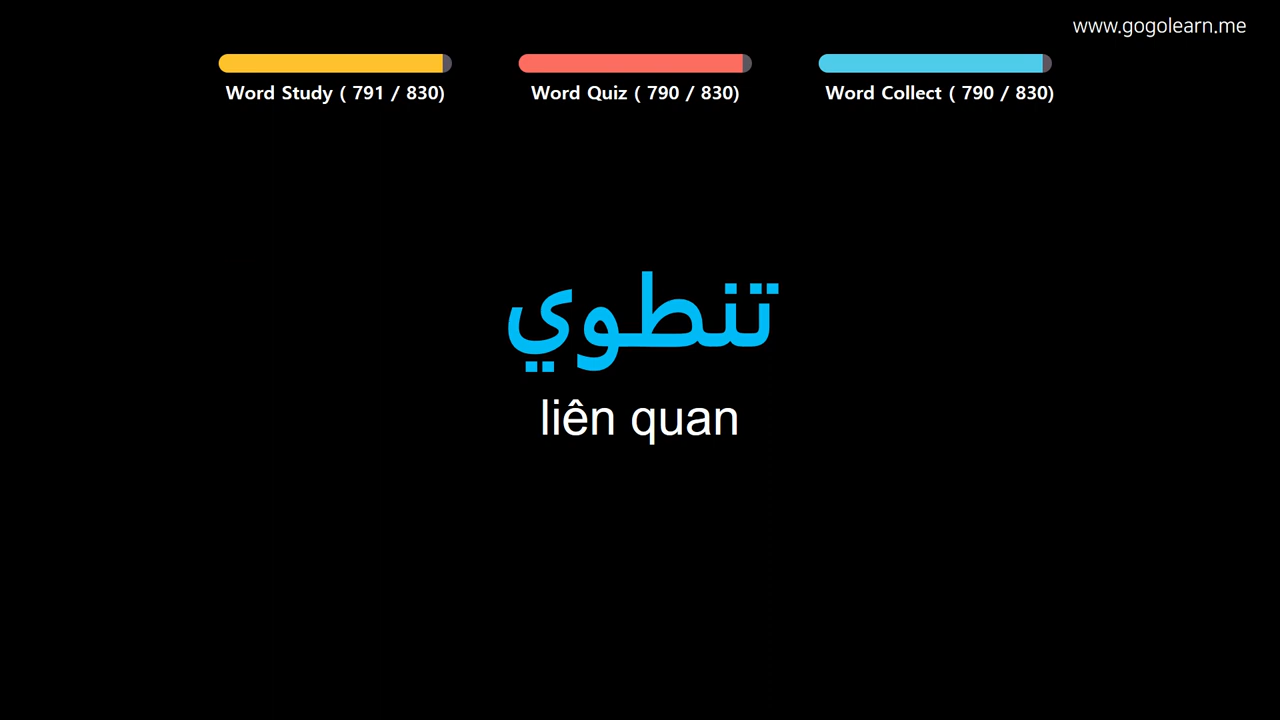 www.gogolearn.me
Word Study ( 791 / 830)
Word Quiz ( 790 / 830)
Word Collect ( 790 / 830)
تنطوي
liên quan